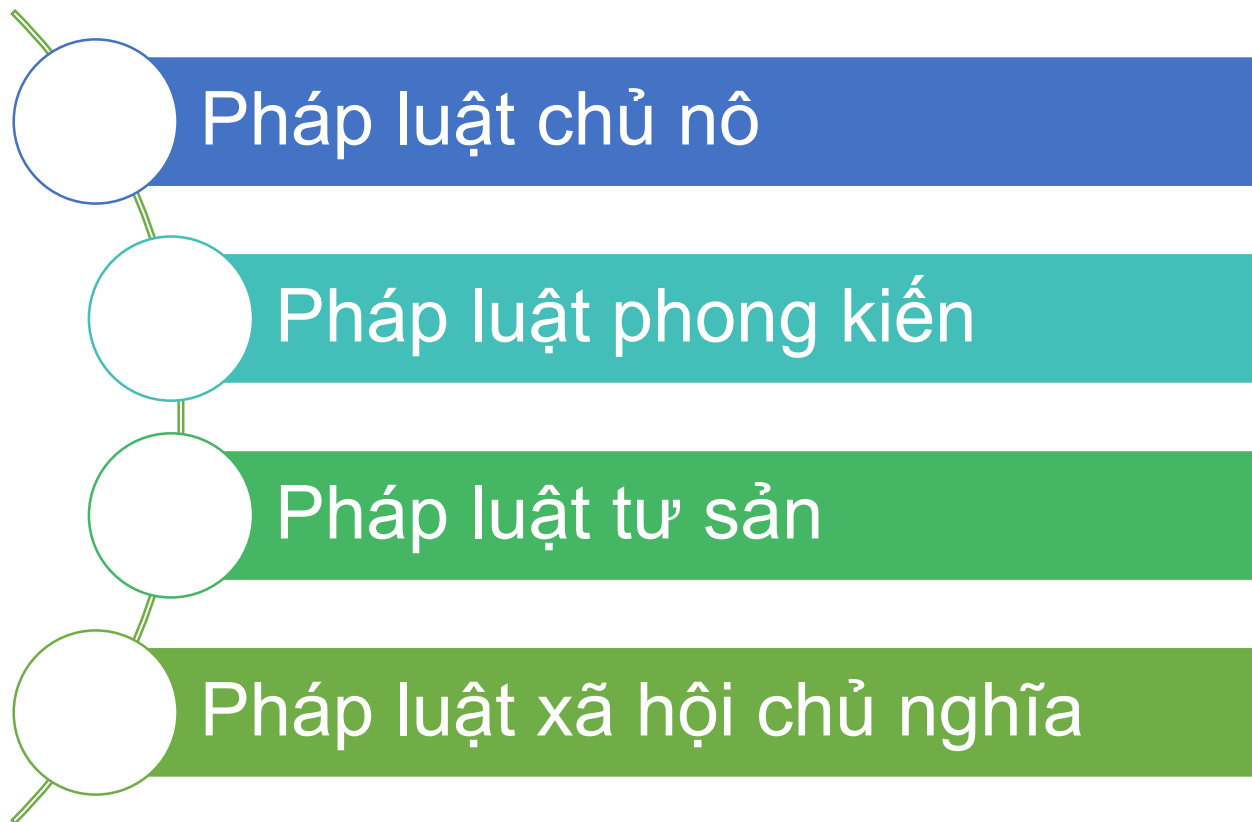 Pháp luật chủ nô
Pháp luật phong kiến
Pháp luật tư sản
Pháp luật xã hội chủ nghĩa